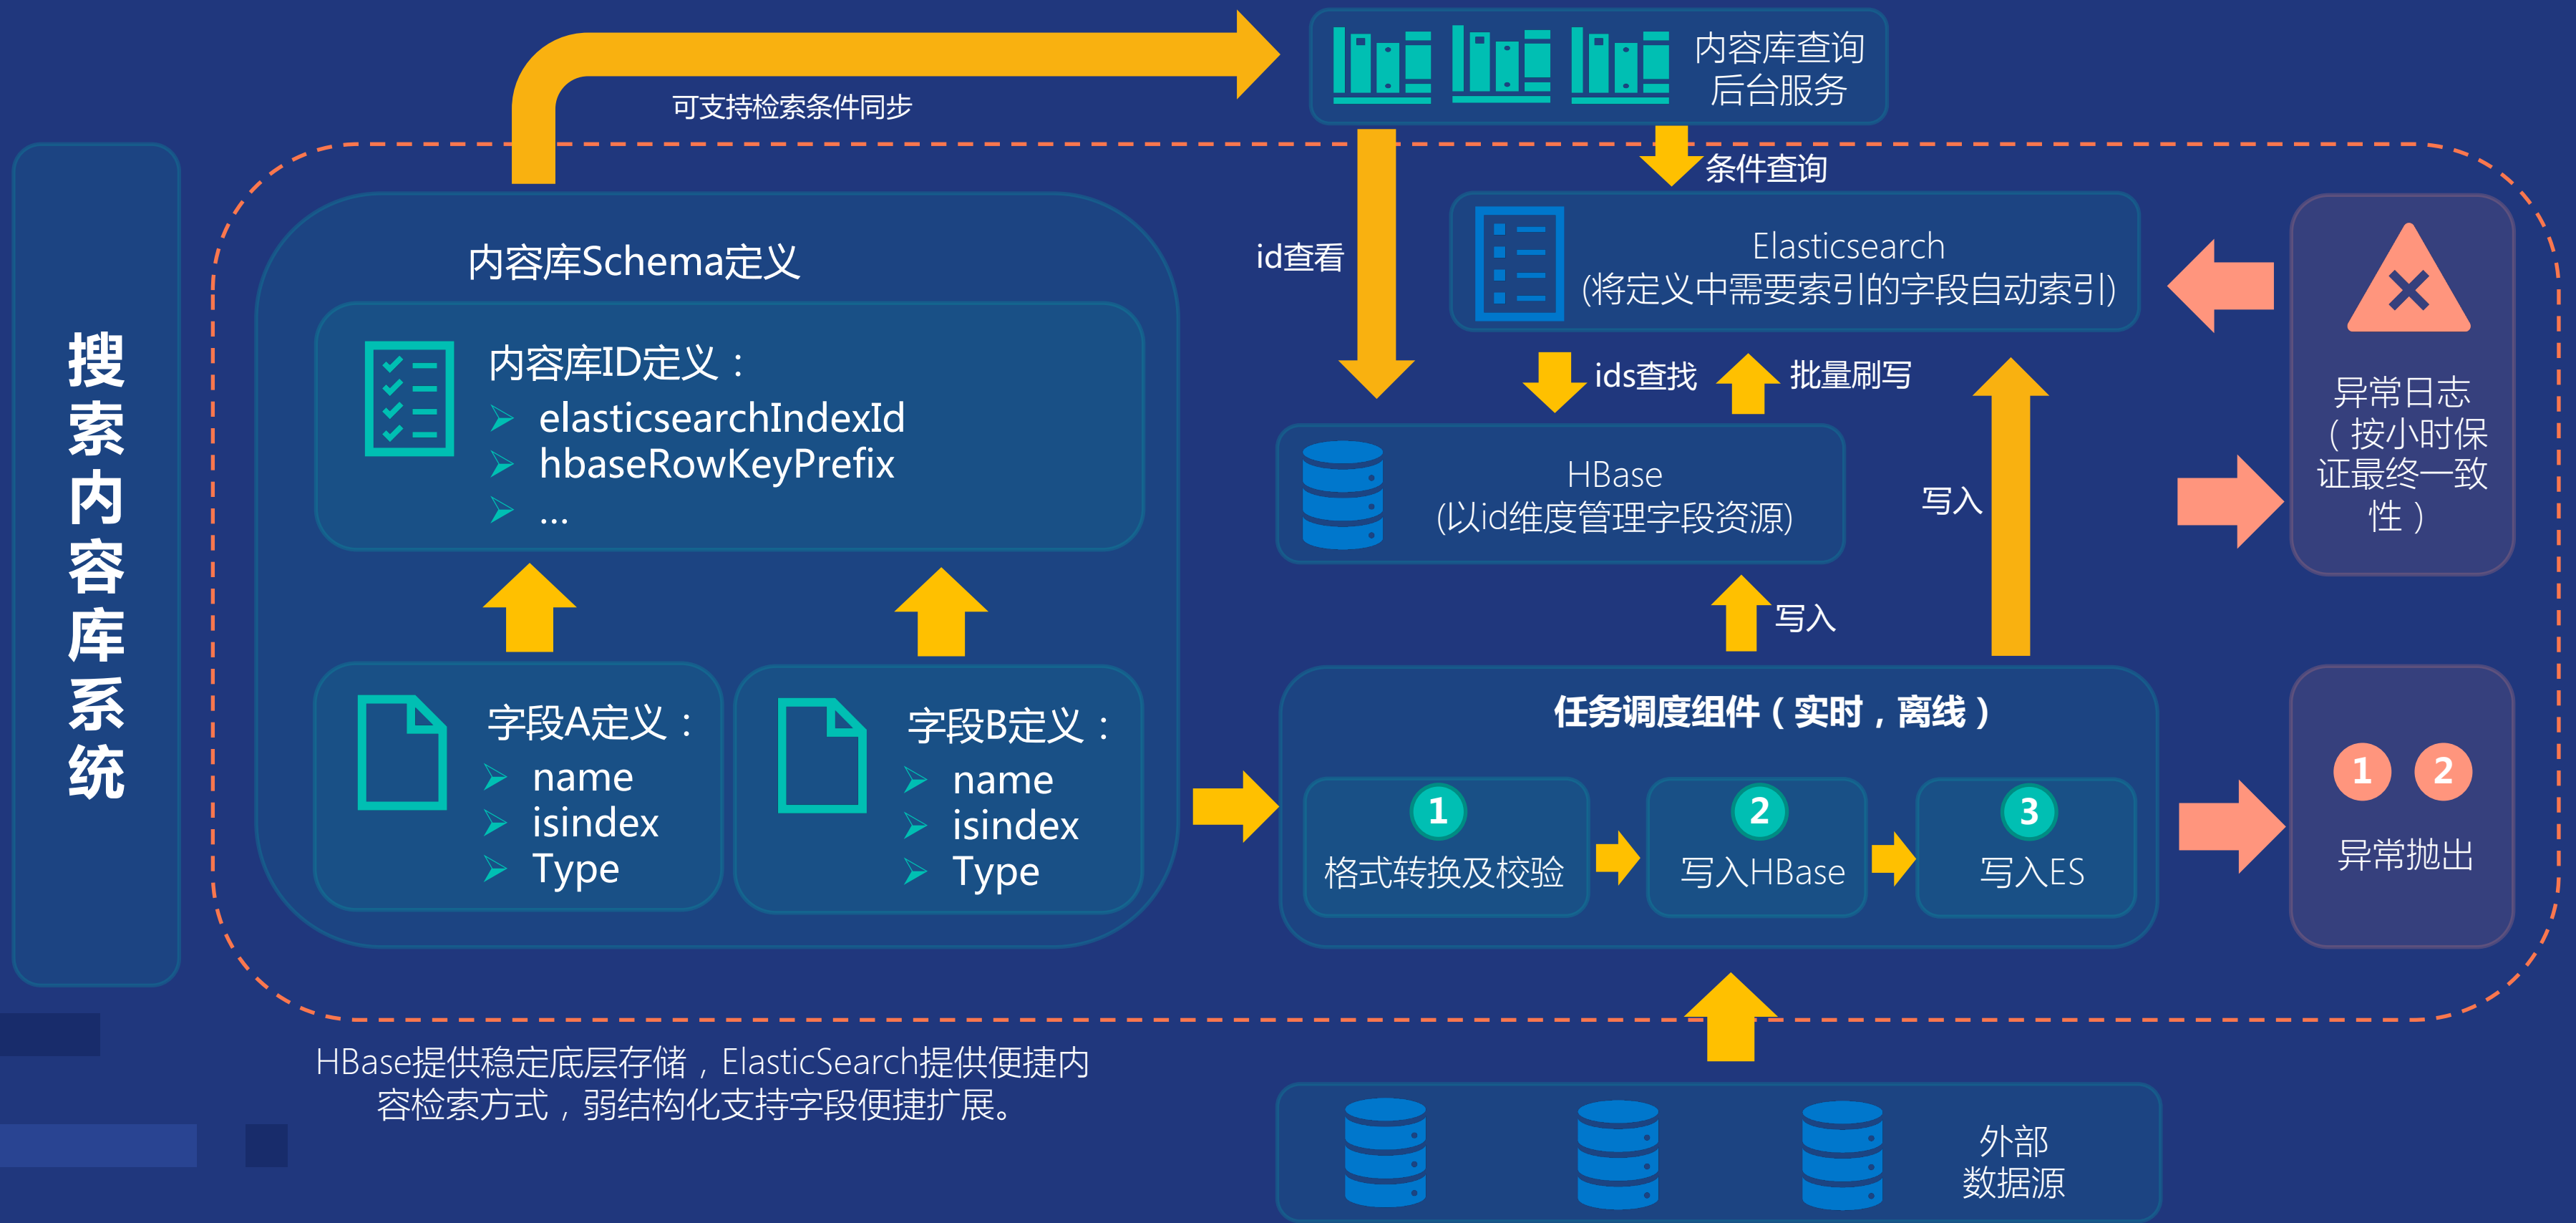 搜索内容库系统
可支持检索条件同步
内容库查询
后台服务
条件查询
id查看
内容库Schema定义
内容库ID定义：
elasticsearchIndexId
hbaseRowKeyPrefix
...
字段A定义：
name
isindex
Type
字段B定义：
name
isindex
Type
Elasticsearch
(将定义中需要索引的字段自动索引)
ids查找
批量刷写
HBase
(以id维度管理字段资源)
写入
写入
异常日志
（按小时保
证最终一致
性）
任务调度组件（实时，离线）
1
格式转换及校验
2
写入HBase
3
写入ES
1 2
异常抛出
HBase提供稳定底层存储，ElasticSearch提供便捷内
容检索方式，弱结构化支持字段便捷扩展。
外部
数据源